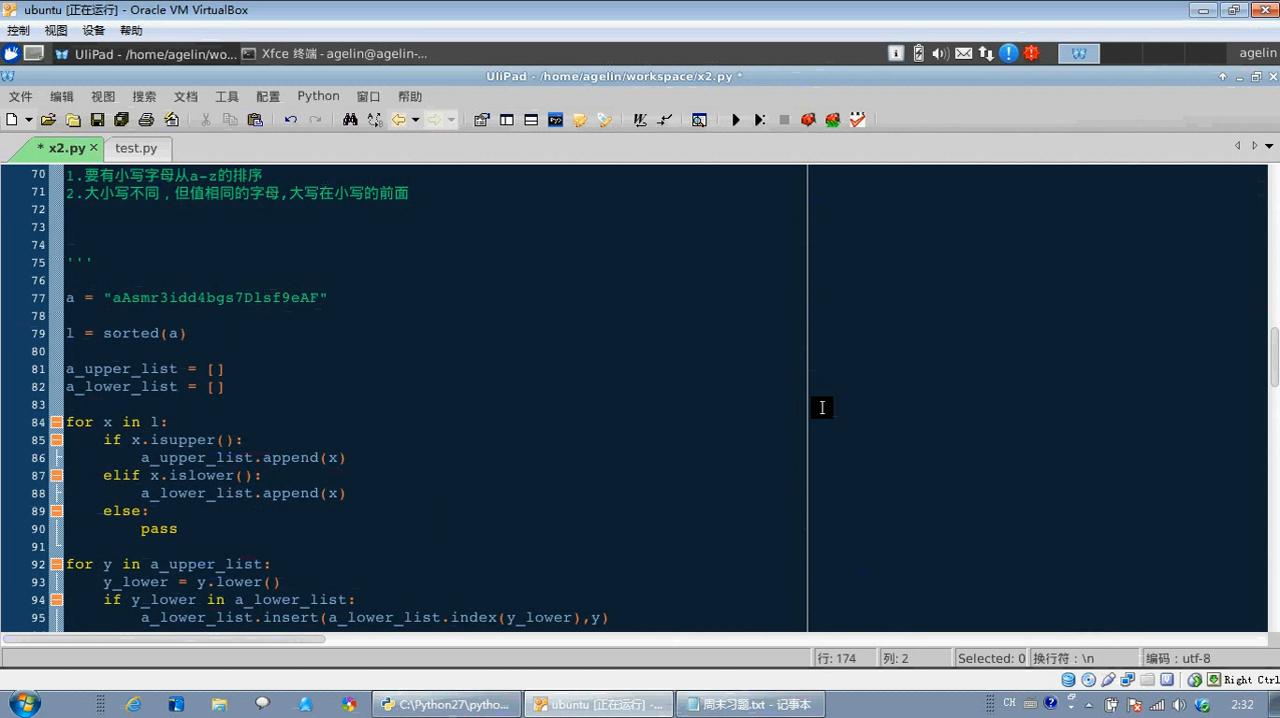 ubuntu [正在运行] - Oracle VM VirtualBox
控制 视图 设备 帮助
UliPad - /home/agelin/wo... Xfce 终端 - agelin@agelin-... agelin
UliPad - /home/agelin/workspace/x2.py *
文件 编辑 视图 搜索 文档 工具 配置 Python 窗口 帮助
* x2.py test.py
70 1.要有小写字母从a-z的排序
71 2.大小写不同，但值相同的字母,大写在小写的前面
72
73
74
75 '''
76
77 a = "aAsmr3idd4bgs7Dlsf9eAF"
78
79 l = sorted(a)
80
81 a_upper_list = []
82 a_lower_list = []
83
84 for x in l:
85 if x.isupper():
86 a_upper_list.append(x)
87 elif x.islower():
88 a_lower_list.append(x)
89 else:
90 pass
91
92 for y in a_upper_list:
93 y_lower = y.lower()
94 if y_lower in a_lower_list:
95 a_lower_list.insert(a_lower_list.index(y_lower),y)
行: 174 列: 2 Selected: 0 换行符: \n 编码: utf-8
Right Ctrl
C:\Python27\pytho... ubuntu [正在运行] -... 周末习题.txt - 记事本 CH 2:32